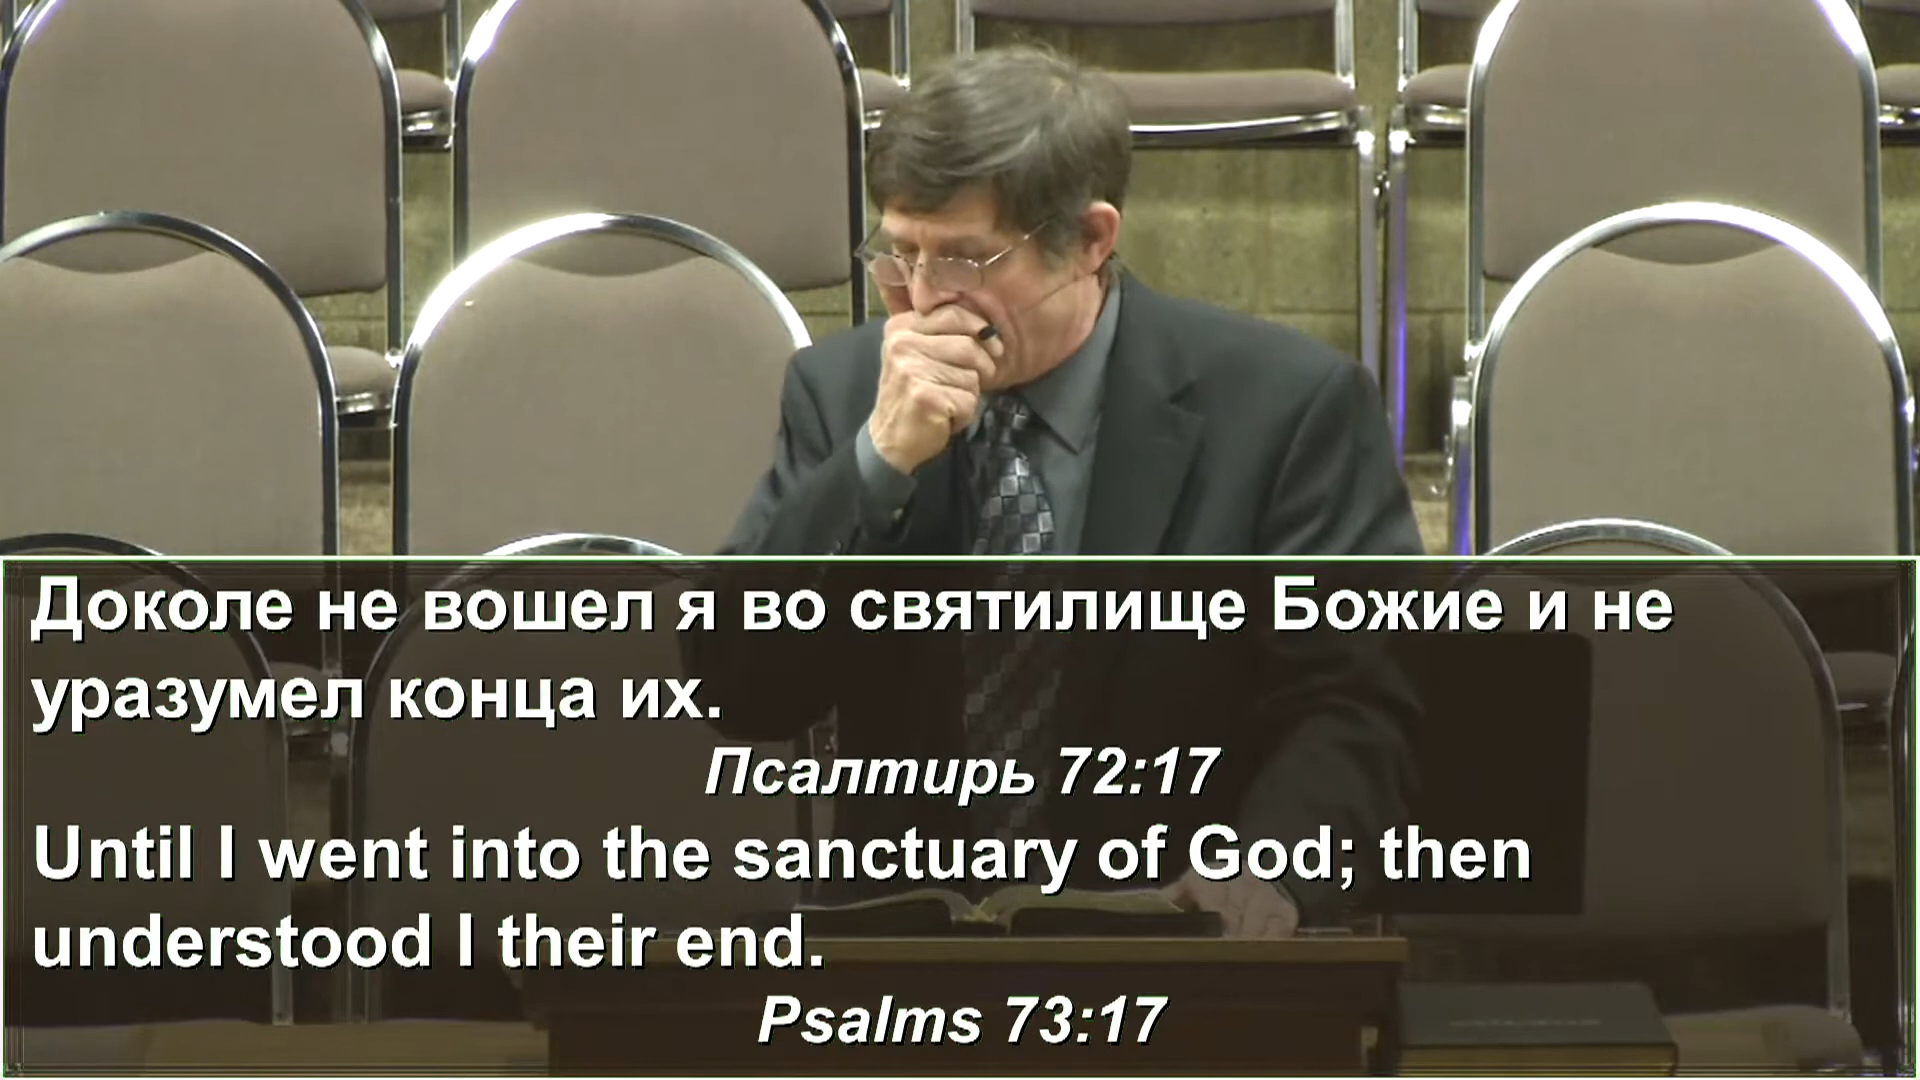 Доколе не вошел я во святилище Божие и не
уразумел конца их.
Псалтирь 72:17
Until I went into the sanctuary of God; then
understood I their end.
Psalms 73:17